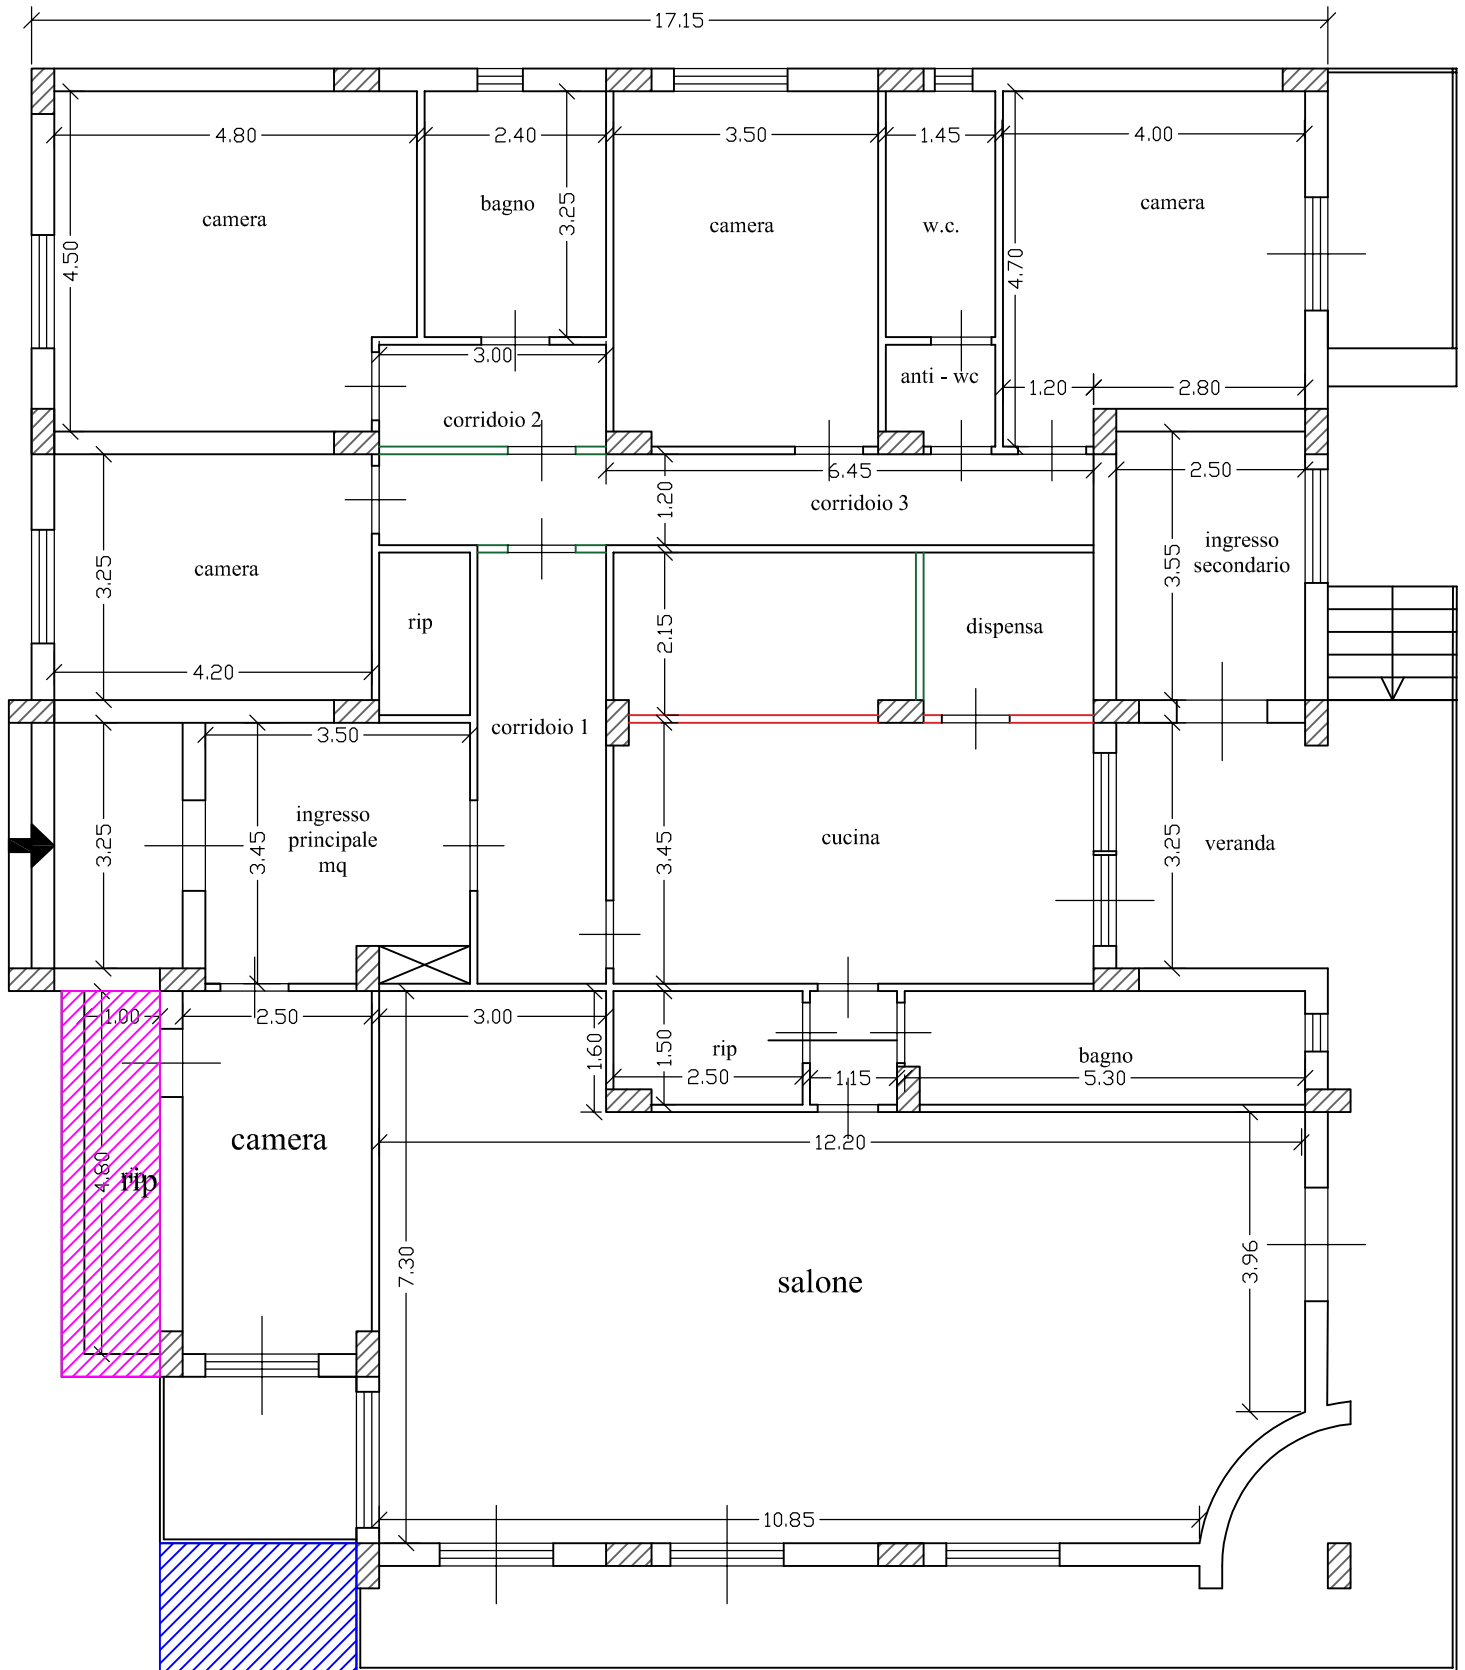 17.15
4.80
2.40
3.50
1.45
4.00
camera
bagno
camera
w.c.
camera
4.50
3.25
4.70
3.00
anti - wc
1.20
2.80
corridoio 2
6.45
2.50
1.20
corridoio 3
ingresso
secondario
3.55
camera
3.25
rip
2.15
dispensa
4.20
corridoio 1
3.50
ingresso
principale
mq
3.25
3.45
3.45
cucina
3.25
veranda
1.00
2.50
3.00
1.60
1.50
rip
2.50
1.15
bagno
5.30
camera
12.20
4.80
rip
7.30
salone
3.96
10.85